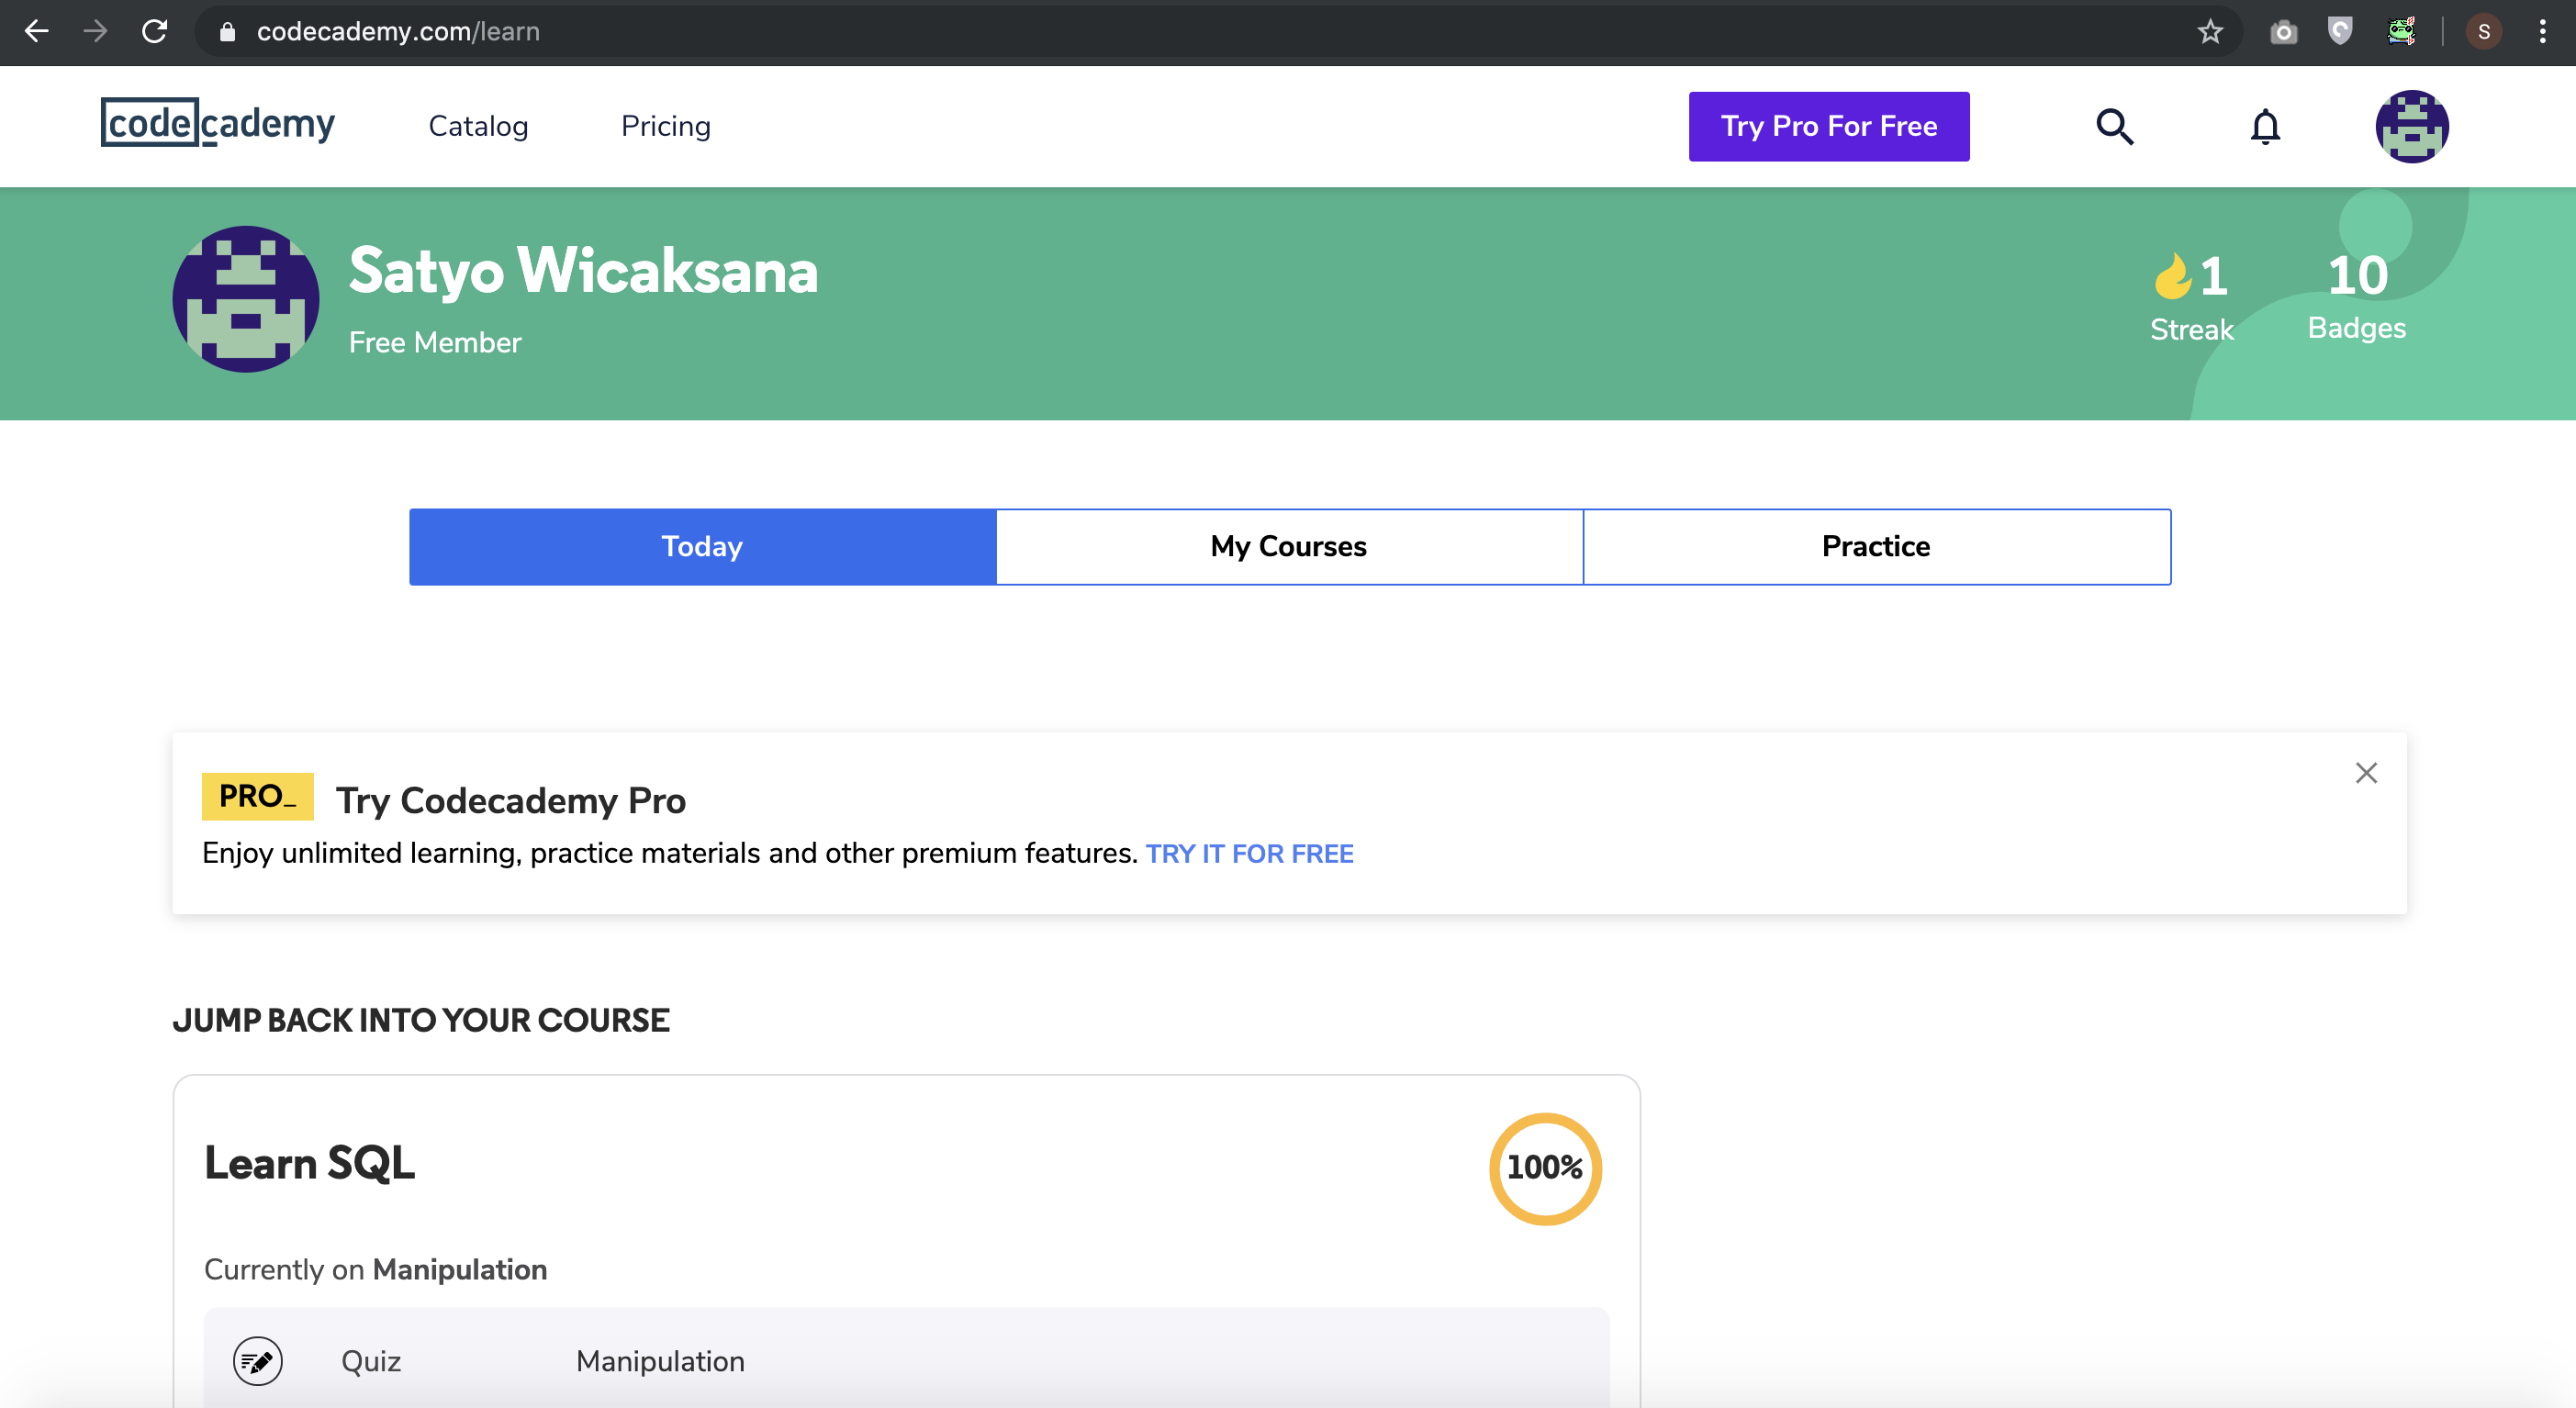 codecademy.com/learn
S
codecademy Catalog Pricing Try Pro For Free
Satyo Wicaksana
Free Member
1
Streak
10
Badges
Today My Courses Practice
PRO_ Try Codecademy Pro
Enjoy unlimited learning, practice materials and other premium features. TRY IT FOR FREE
JUMP BACK INTO YOUR COURSE
Learn SQL
100%
Currently on Manipulation
Quiz Manipulation